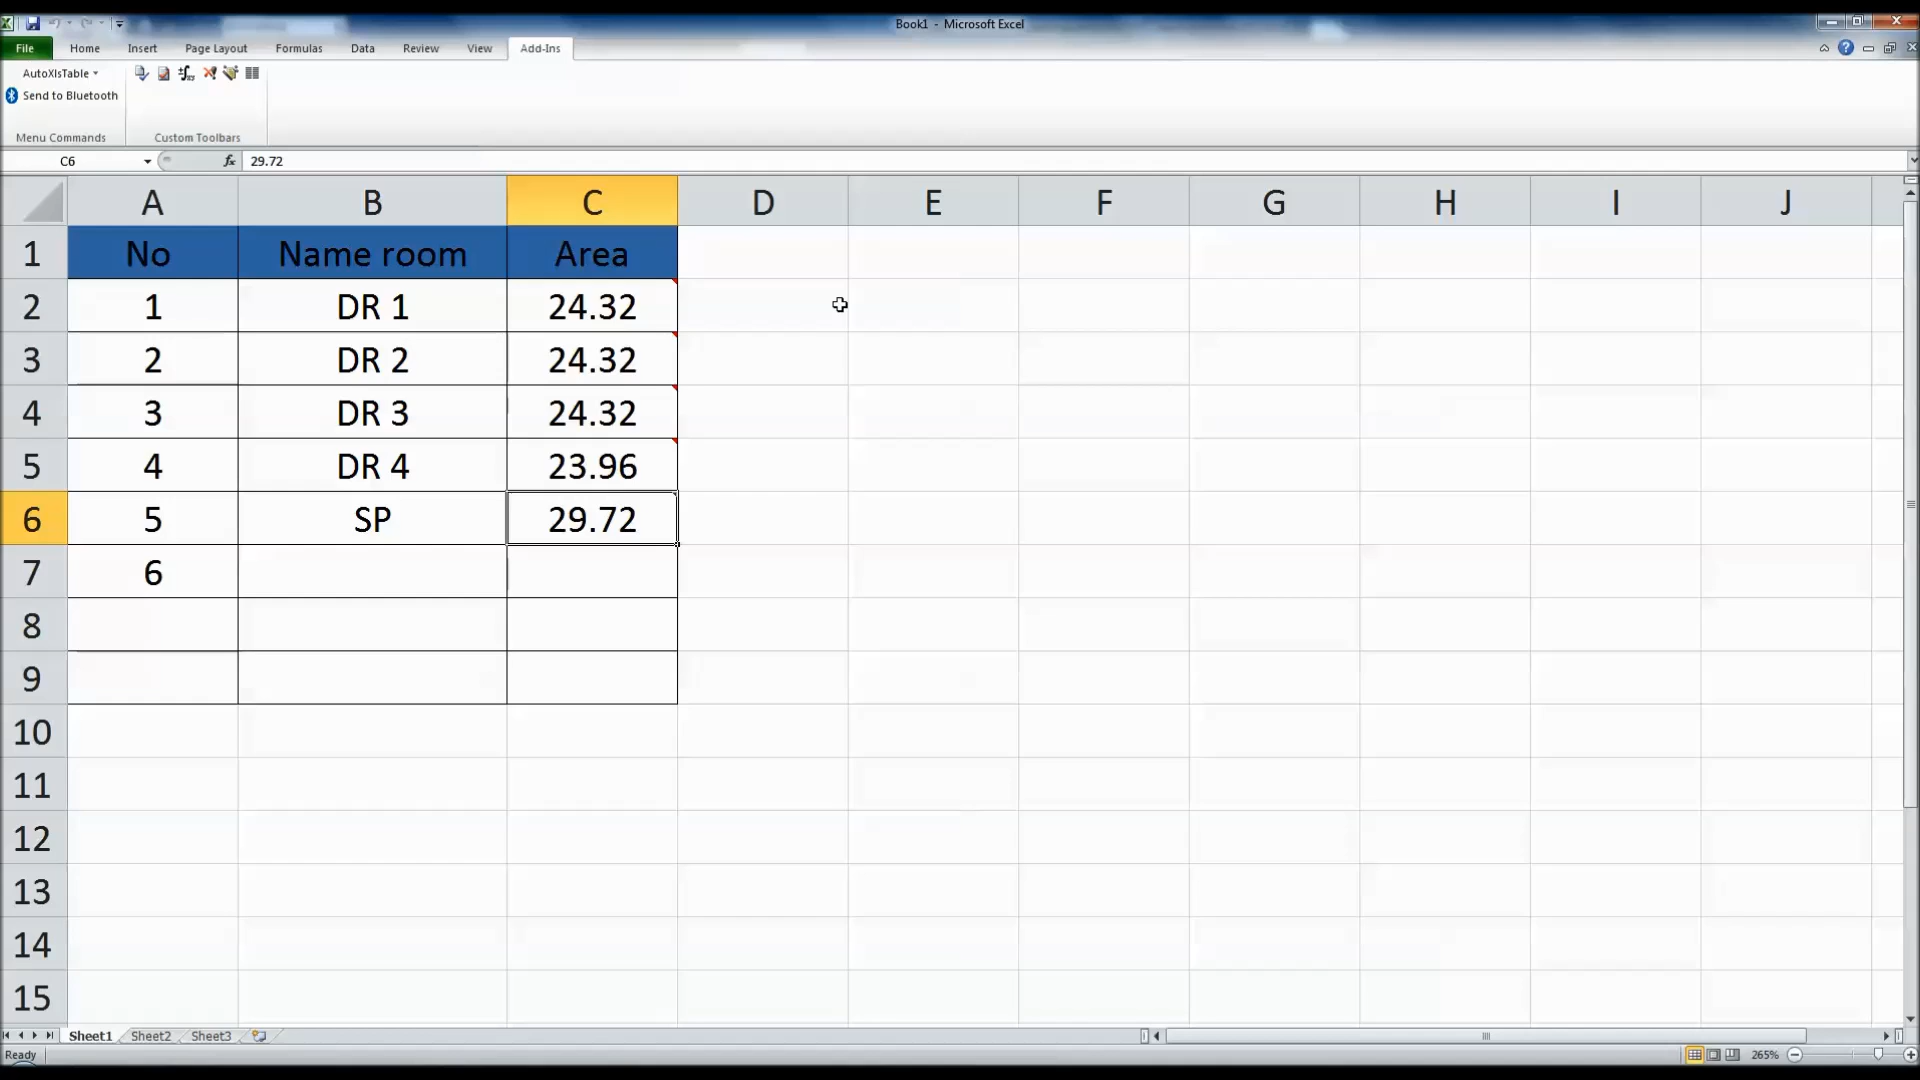 Book1 - Microsoft Excel
File Home Insert Page Layout Formulas Data Review View Add-Ins
AutoXlsTable
Send to Bluetooth
Menu Commands Custom Toolbars
C6 fx 29.72
A B C D E F G H I J
1 No Name room Area
2 1 DR 1 24.32
3 2 DR 2 24.32
4 3 DR 3 24.32
5 4 DR 4 23.96
6 5 SP 29.72
7 6
8
9
10
11
12
13
14
15
Sheet1 Sheet2 Sheet3
Ready 265%